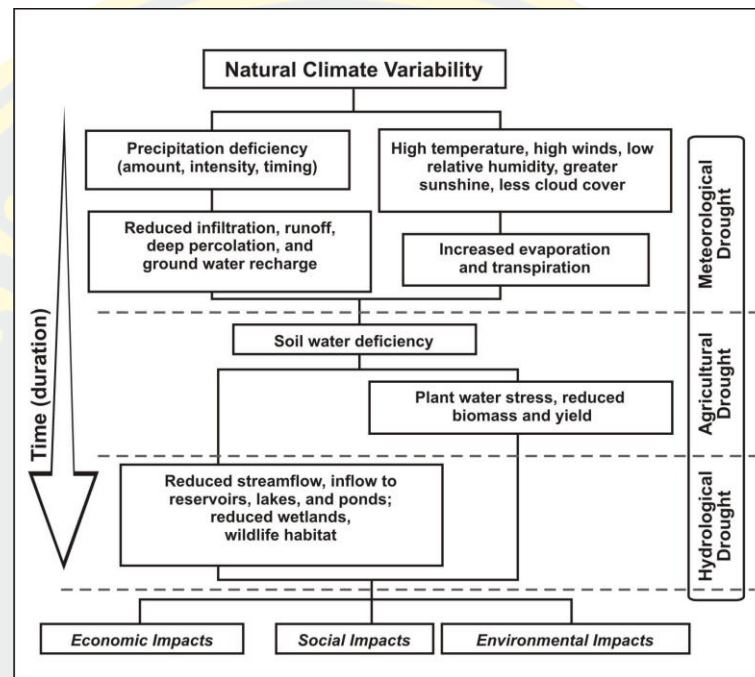 Natural Climate Variability
Precipitation deficiency
(amount, intensity, timing)
High temperature, high winds, low
relative humidity, greater
sunshine, less cloud cover
Reduced infiltration, runoff,
deep percolation, and
ground water recharge
Increased evaporation
and transpiration
Meteorological
Drought
Time (duration)
Soil water deficiency
Plant water stress, reduced
biomass and yield
Agricultural
Drought
Reduced streamflow, inflow to
reservoirs, lakes, and ponds;
reduced wetlands,
wildlife habitat
Hydrological
Drought
Economic Impacts
Social Impacts
Environmental Impacts